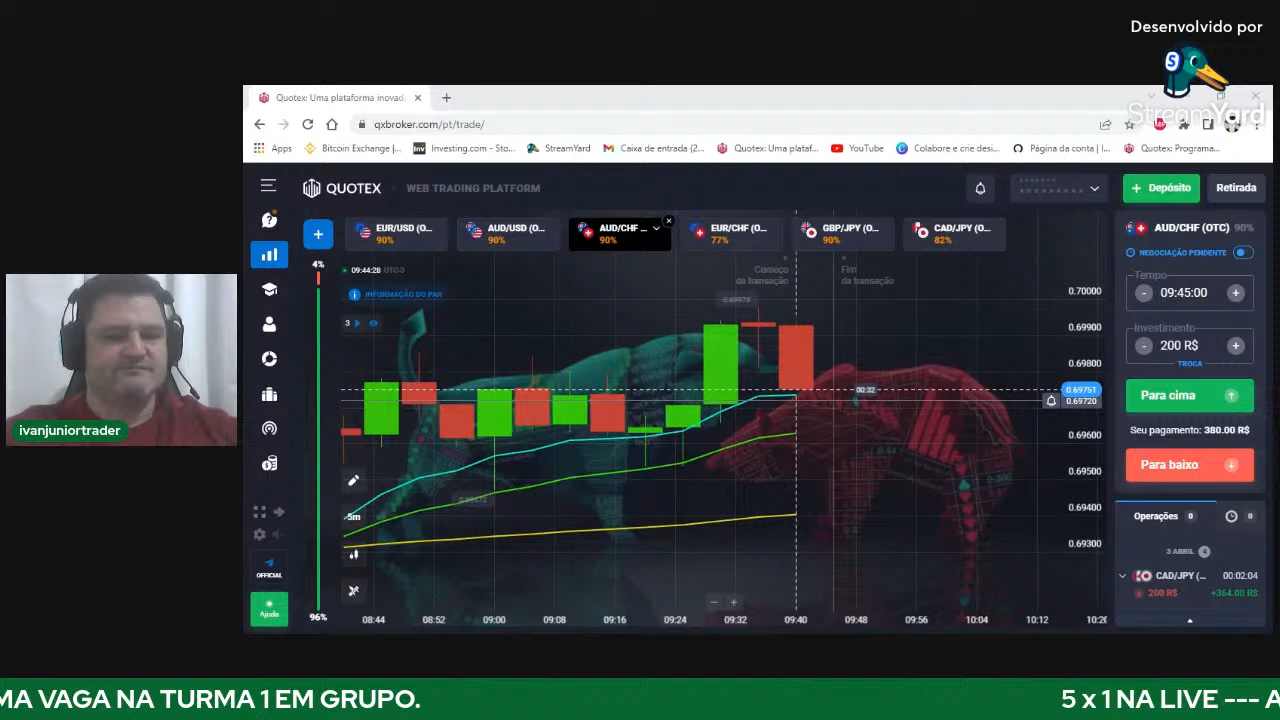 Desenvolvido por
StreamYard
Quotex: Uma plataforma inovad
qxbroker.com/pt/trade/
Apps
Bitcoin Exchange |...
Investing.com - Sto...
StreamYard
Caixa de entrada (2...
Quotex: Uma plataf...
YouTube
Colabore e crie desi...
Página da conta | I...
Quotex: Programa...
QUOTEX
WEB TRADING PLATFORM
Depósito
Retirada
EUR/USD (O...
90%
AUD/USD (O...
90%
AUD/CHF ...
90%
EUR/CHF (O...
77%
GBP/JPY (O...
90%
CAD/JPY (O...
82%
AUD/CHF (OTC) 90%
NEGOCIAÇÃO PENDENTE
Tempo
09:45:00
Investimento
200 R$
TROCA
Para cima
Seu pagamento: 380.00 R$
Para baixo
Operações 0
0
3 ABRIL 4
CAD/JPY (...
00:02:04
200 R$
+364.00 R$
4%
09:44:28 UTC-3
INFORMAÇÃO DO PAR
3
Começo
da transação
Fim
da transação
0.70000
0.69900
0.69800
0.69751
0.69720
0.69600
0.69500
0.69400
0.69300
00:32
5m
OFFICIAL
Ajuda
96%
08:44
08:52
09:00
09:08
09:16
09:24
09:32
09:40
09:48
09:56
10:04
10:12
10:20
ivanjuniortrader
MA VAGA NA TURMA 1 EM GRUPO.
5 x 1 NA LIVE --- A